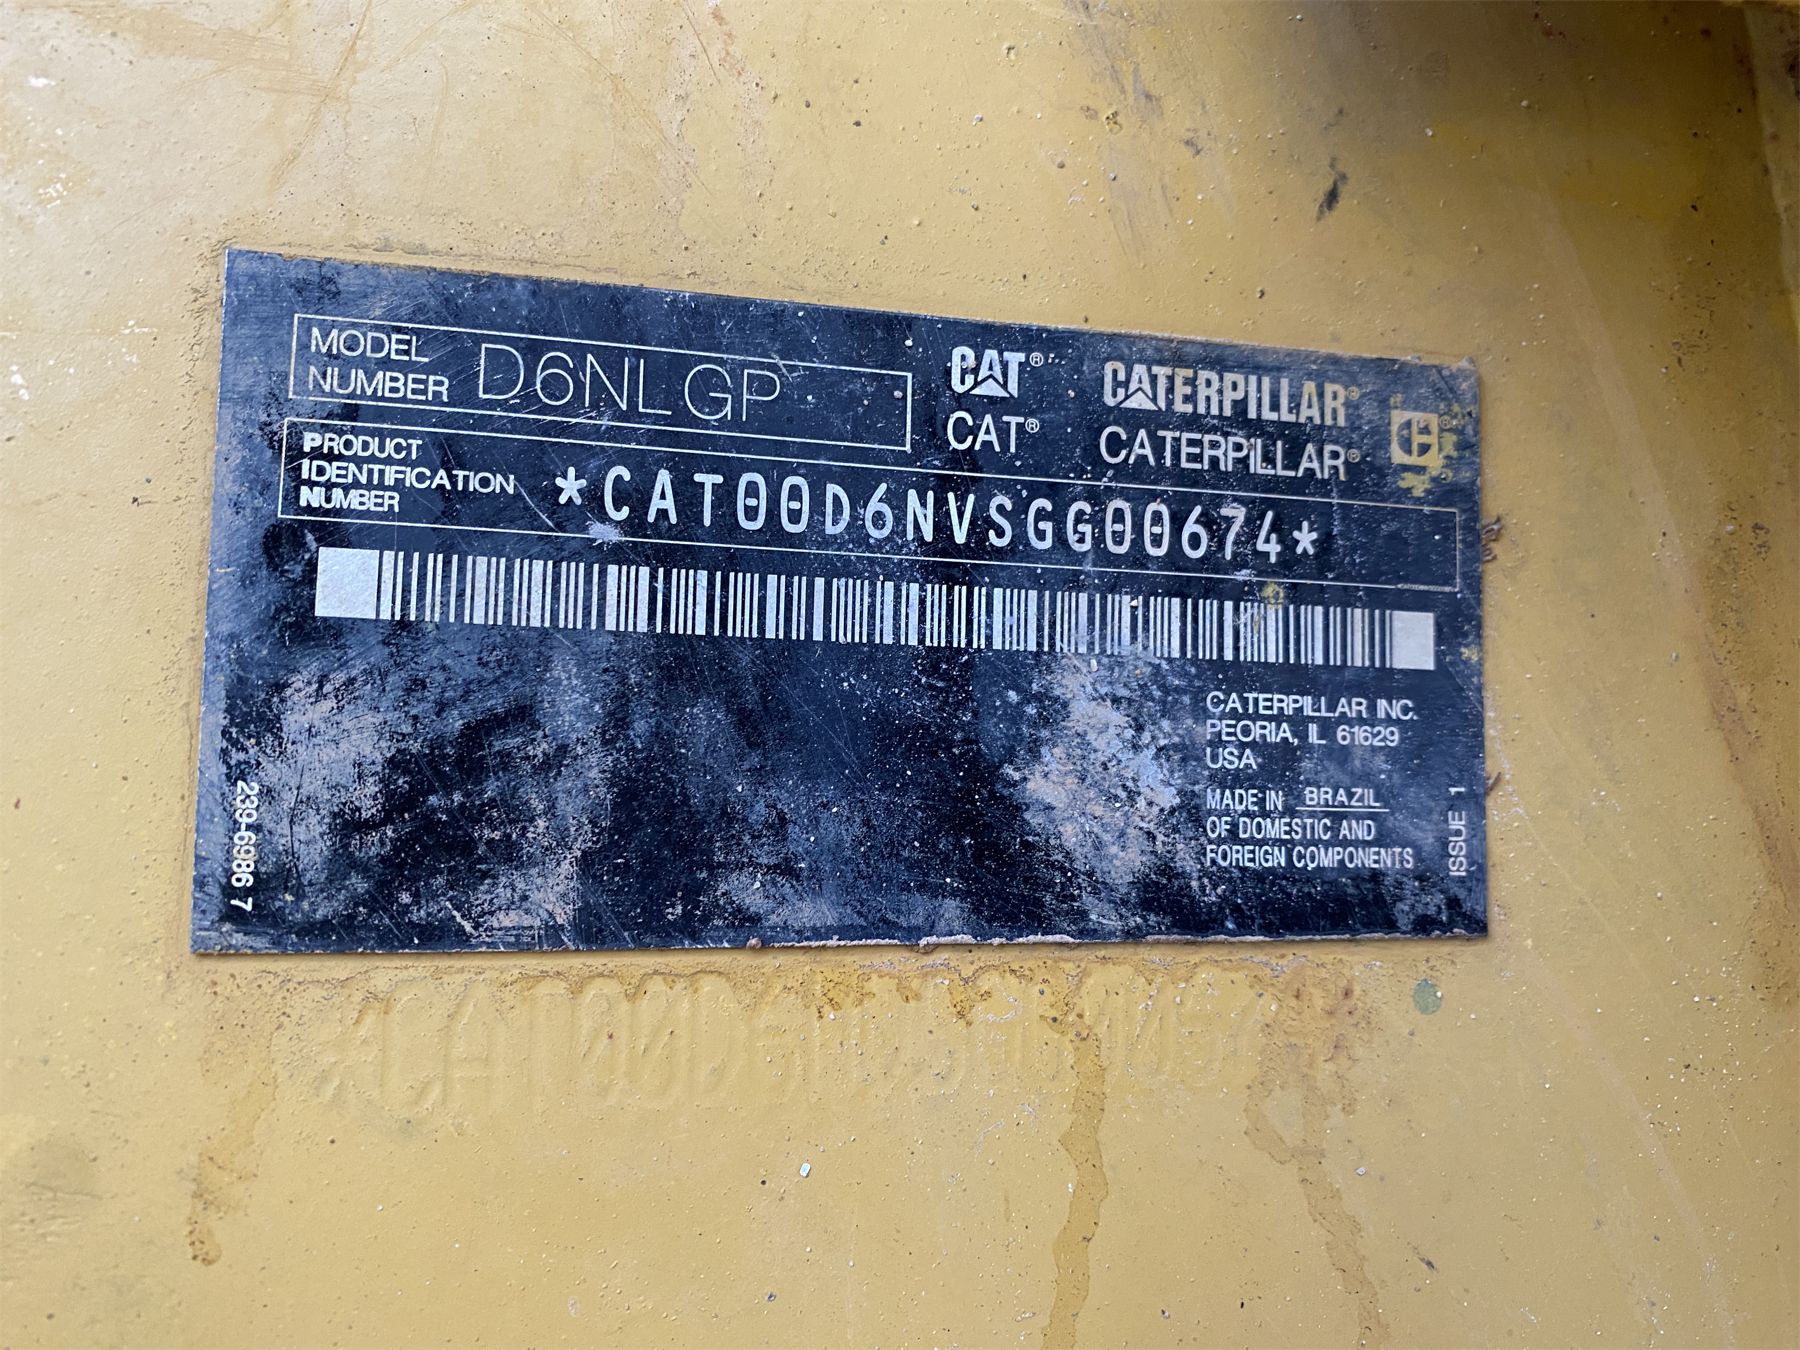 MODEL
NUMBER D6NLGP
PRODUCT
IDENTIFICATION
NUMBER *CAT00D6NVSGG00674*
CAT® CATERPILLAR®
CAT® CATERPILLAR®
CATERPILLAR INC.
PEORIA, IL 61629
USA
MADE IN BRAZIL
OF DOMESTIC AND
FOREIGN COMPONENTS
239-6986 7
ISSUE 1